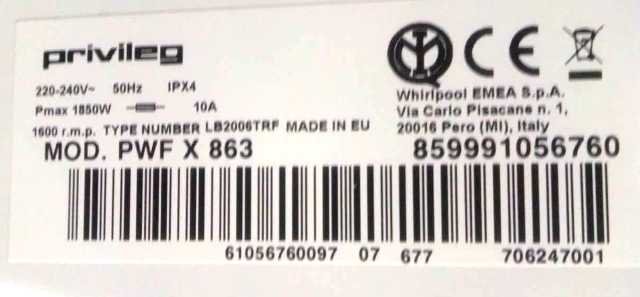 privileg
220-240V~ 50Hz IPX4
Pmax 1850W 10A
1600 r.m.p. TYPE NUMBER LB2006TRF MADE IN EU
MOD. PWF X 863
CE
Whirlpool EMEA S.p.A.
Via Carlo Pisacane n. 1,
20016 Pero (MI), Italy
859991056760
61056760097 07 677 706247001